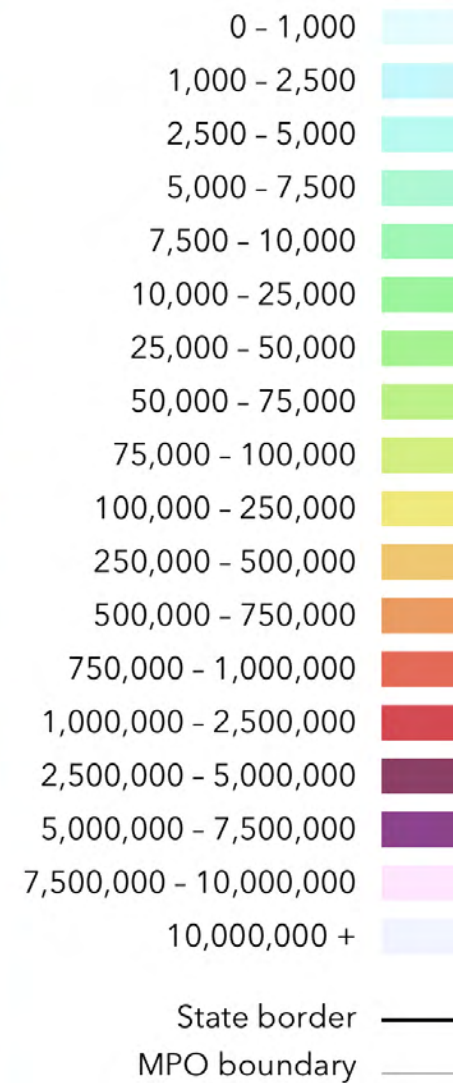 0 – 1,000
1,000 – 2,500
2,500 – 5,000
5,000 – 7,500
7,500 – 10,000
10,000 – 25,000
25,000 – 50,000
50,000 – 75,000
75,000 – 100,000
100,000 – 250,000
250,000 – 500,000
500,000 – 750,000
750,000 – 1,000,000
1,000,000 – 2,500,000
2,500,000 – 5,000,000
5,000,000 – 7,500,000
7,500,000 – 10,000,000
10,000,000 +
State border
MPO boundary